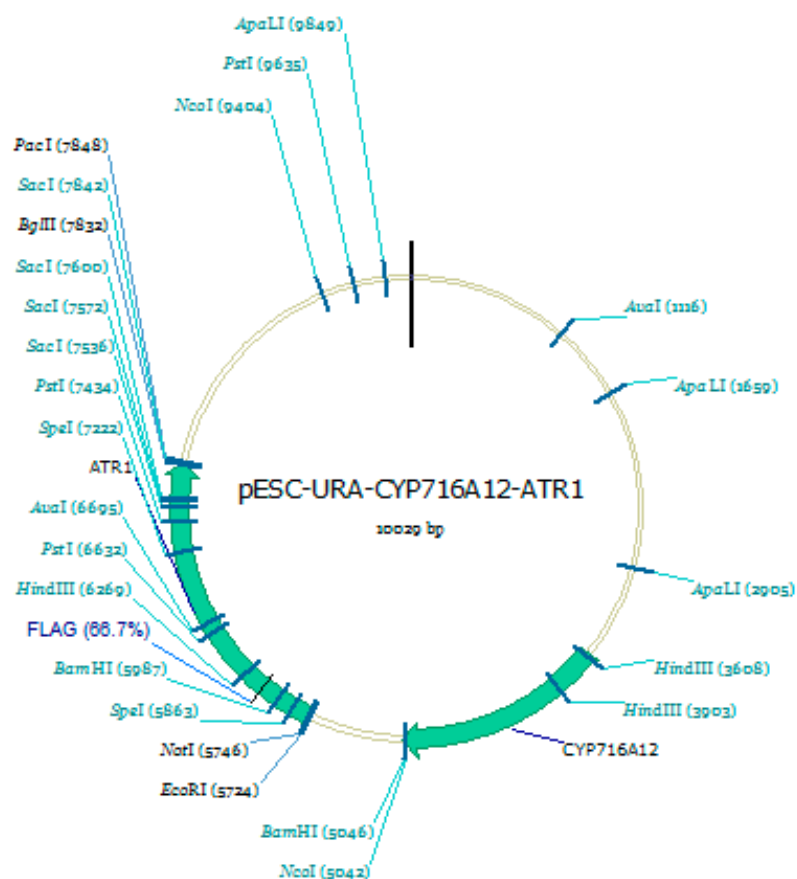 ApaLI (9849)
PstI (9635)
NcoI (9404)
PacI (7848)
SacI (7842)
BglII (7832)
SacI (7600)
SacI (7572)
SacI (7536)
PstI (7434)
SpeI (7222)
ATR1
AvaI (6695)
PstI (6632)
HindIII (6269)
FLAG (66.7%)
BamHI (5987)
SpeI (5863)
NotI (5746)
EcoRI (5724)
AvaI (1116)
ApaLI (1659)
pESC-URA-CYP716A12-ATR1
10029 bp
ApaLI (2905)
HindIII (3608)
HindIII (3903)
CYP716A12
BamHI (5046)
NcoI (5042)